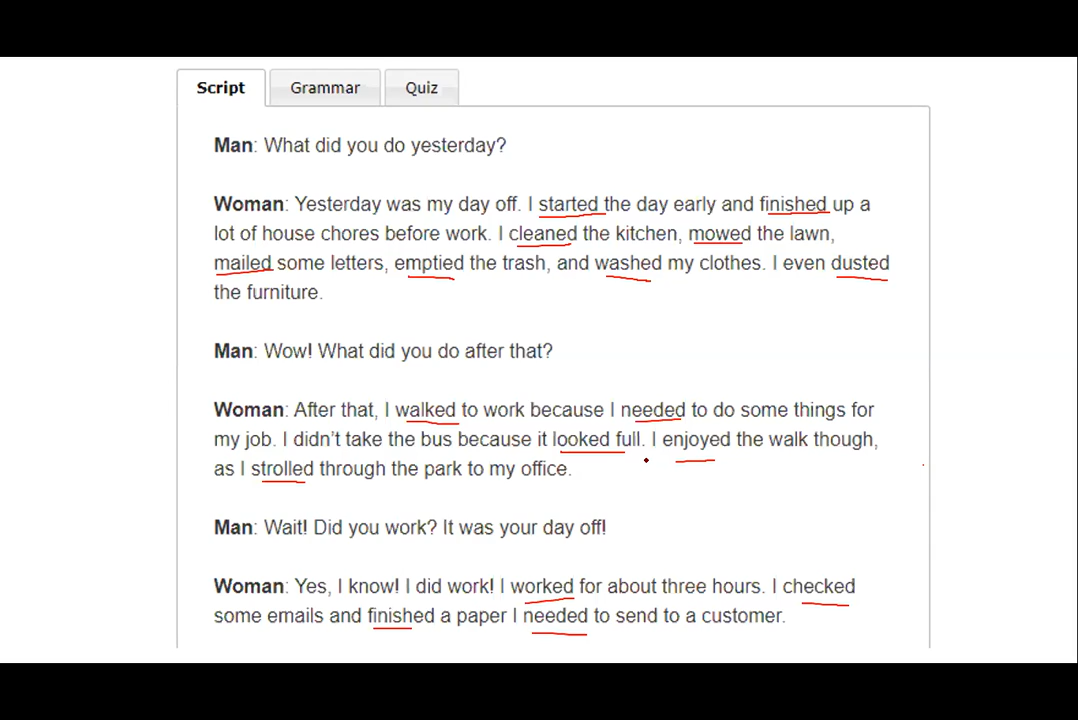 Script Grammar Quiz
Man: What did you do yesterday?
Woman: Yesterday was my day off. I started the day early and finished up a
lot of house chores before work. I cleaned the kitchen, mowed the lawn,
mailed some letters, emptied the trash, and washed my clothes. I even dusted
the furniture.
Man: Wow! What did you do after that?
Woman: After that, I walked to work because I needed to do some things for
my job. I didn’t take the bus because it looked full. I enjoyed the walk though,
as I strolled through the park to my office.
Man: Wait! Did you work? It was your day off!
Woman: Yes, I know! I did work! I worked for about three hours. I checked
some emails and finished a paper I needed to send to a customer.